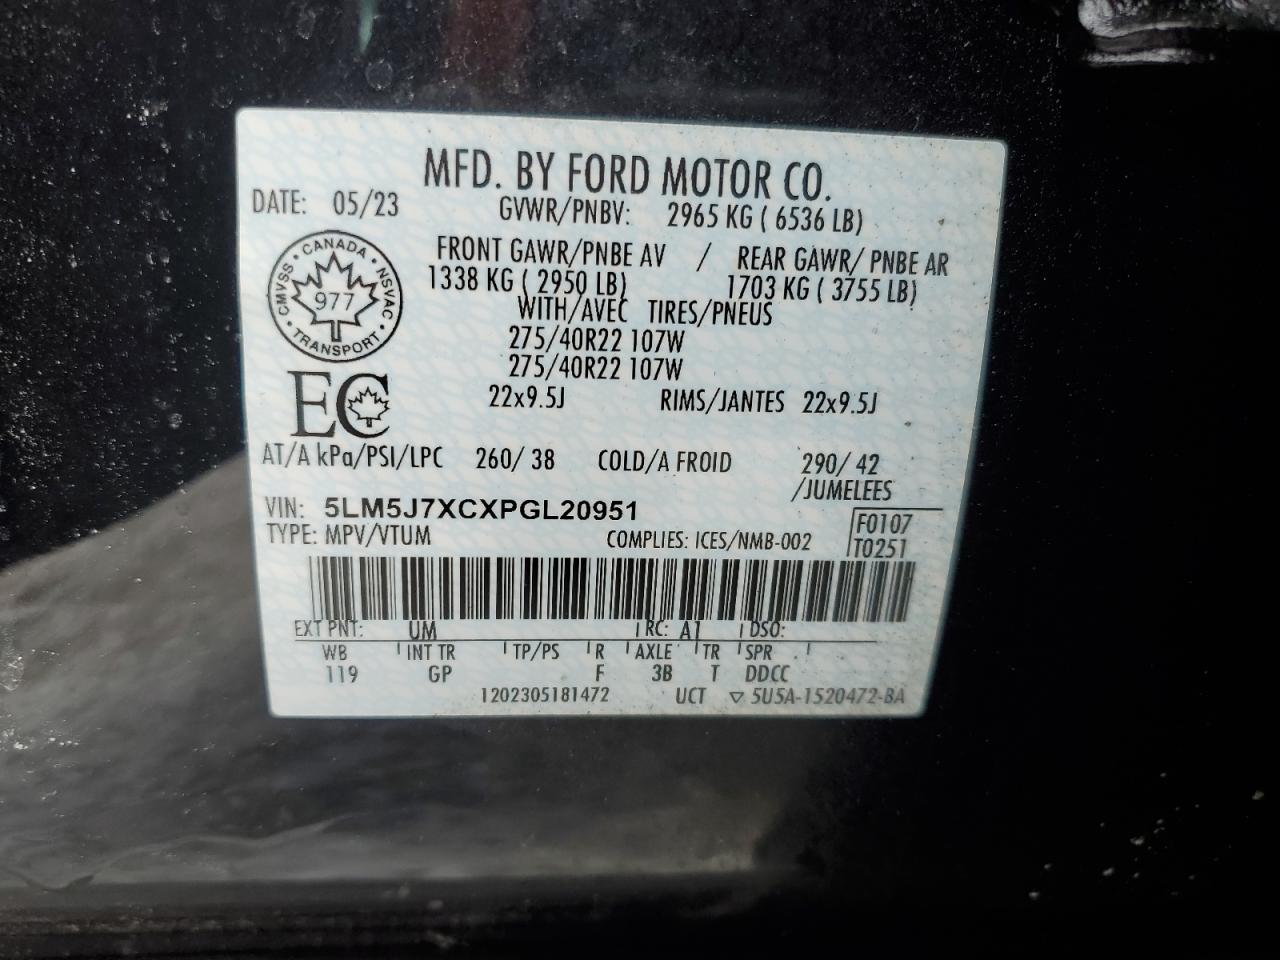 MFD. BY FORD MOTOR CO.
DATE: 05/23 GVWR/PNBV: 2965 KG ( 6536 LB)
FRONT GAWR/PNBE AV / REAR GAWR/ PNBE AR
1338 KG ( 2950 LB) 1703 KG ( 3755 LB)
WITH/AVEC TIRES/PNEUS
275/40R22 107W
275/40R22 107W
22x9.5J RIMS/JANTES 22x9.5J
CANADA • NSVAC • TRANSPORT • CMVSS •
977
EC
AT/A kPa/PSI/LPC 260/ 38 COLD/A FROID 290/ 42
/JUMELEES
VIN: 5LM5J7XCXPGL20951
F0107
TYPE: MPV/VTUM COMPLIES: ICES/NMB-002 T0251
EXT PNT: UM RC: A1 DSO:
WB INT TR TP/PS R AXLE TR SPR
119 GP F 3B T DDCC
1202305181472 UCT ▽ 5U5A-1520472-BA